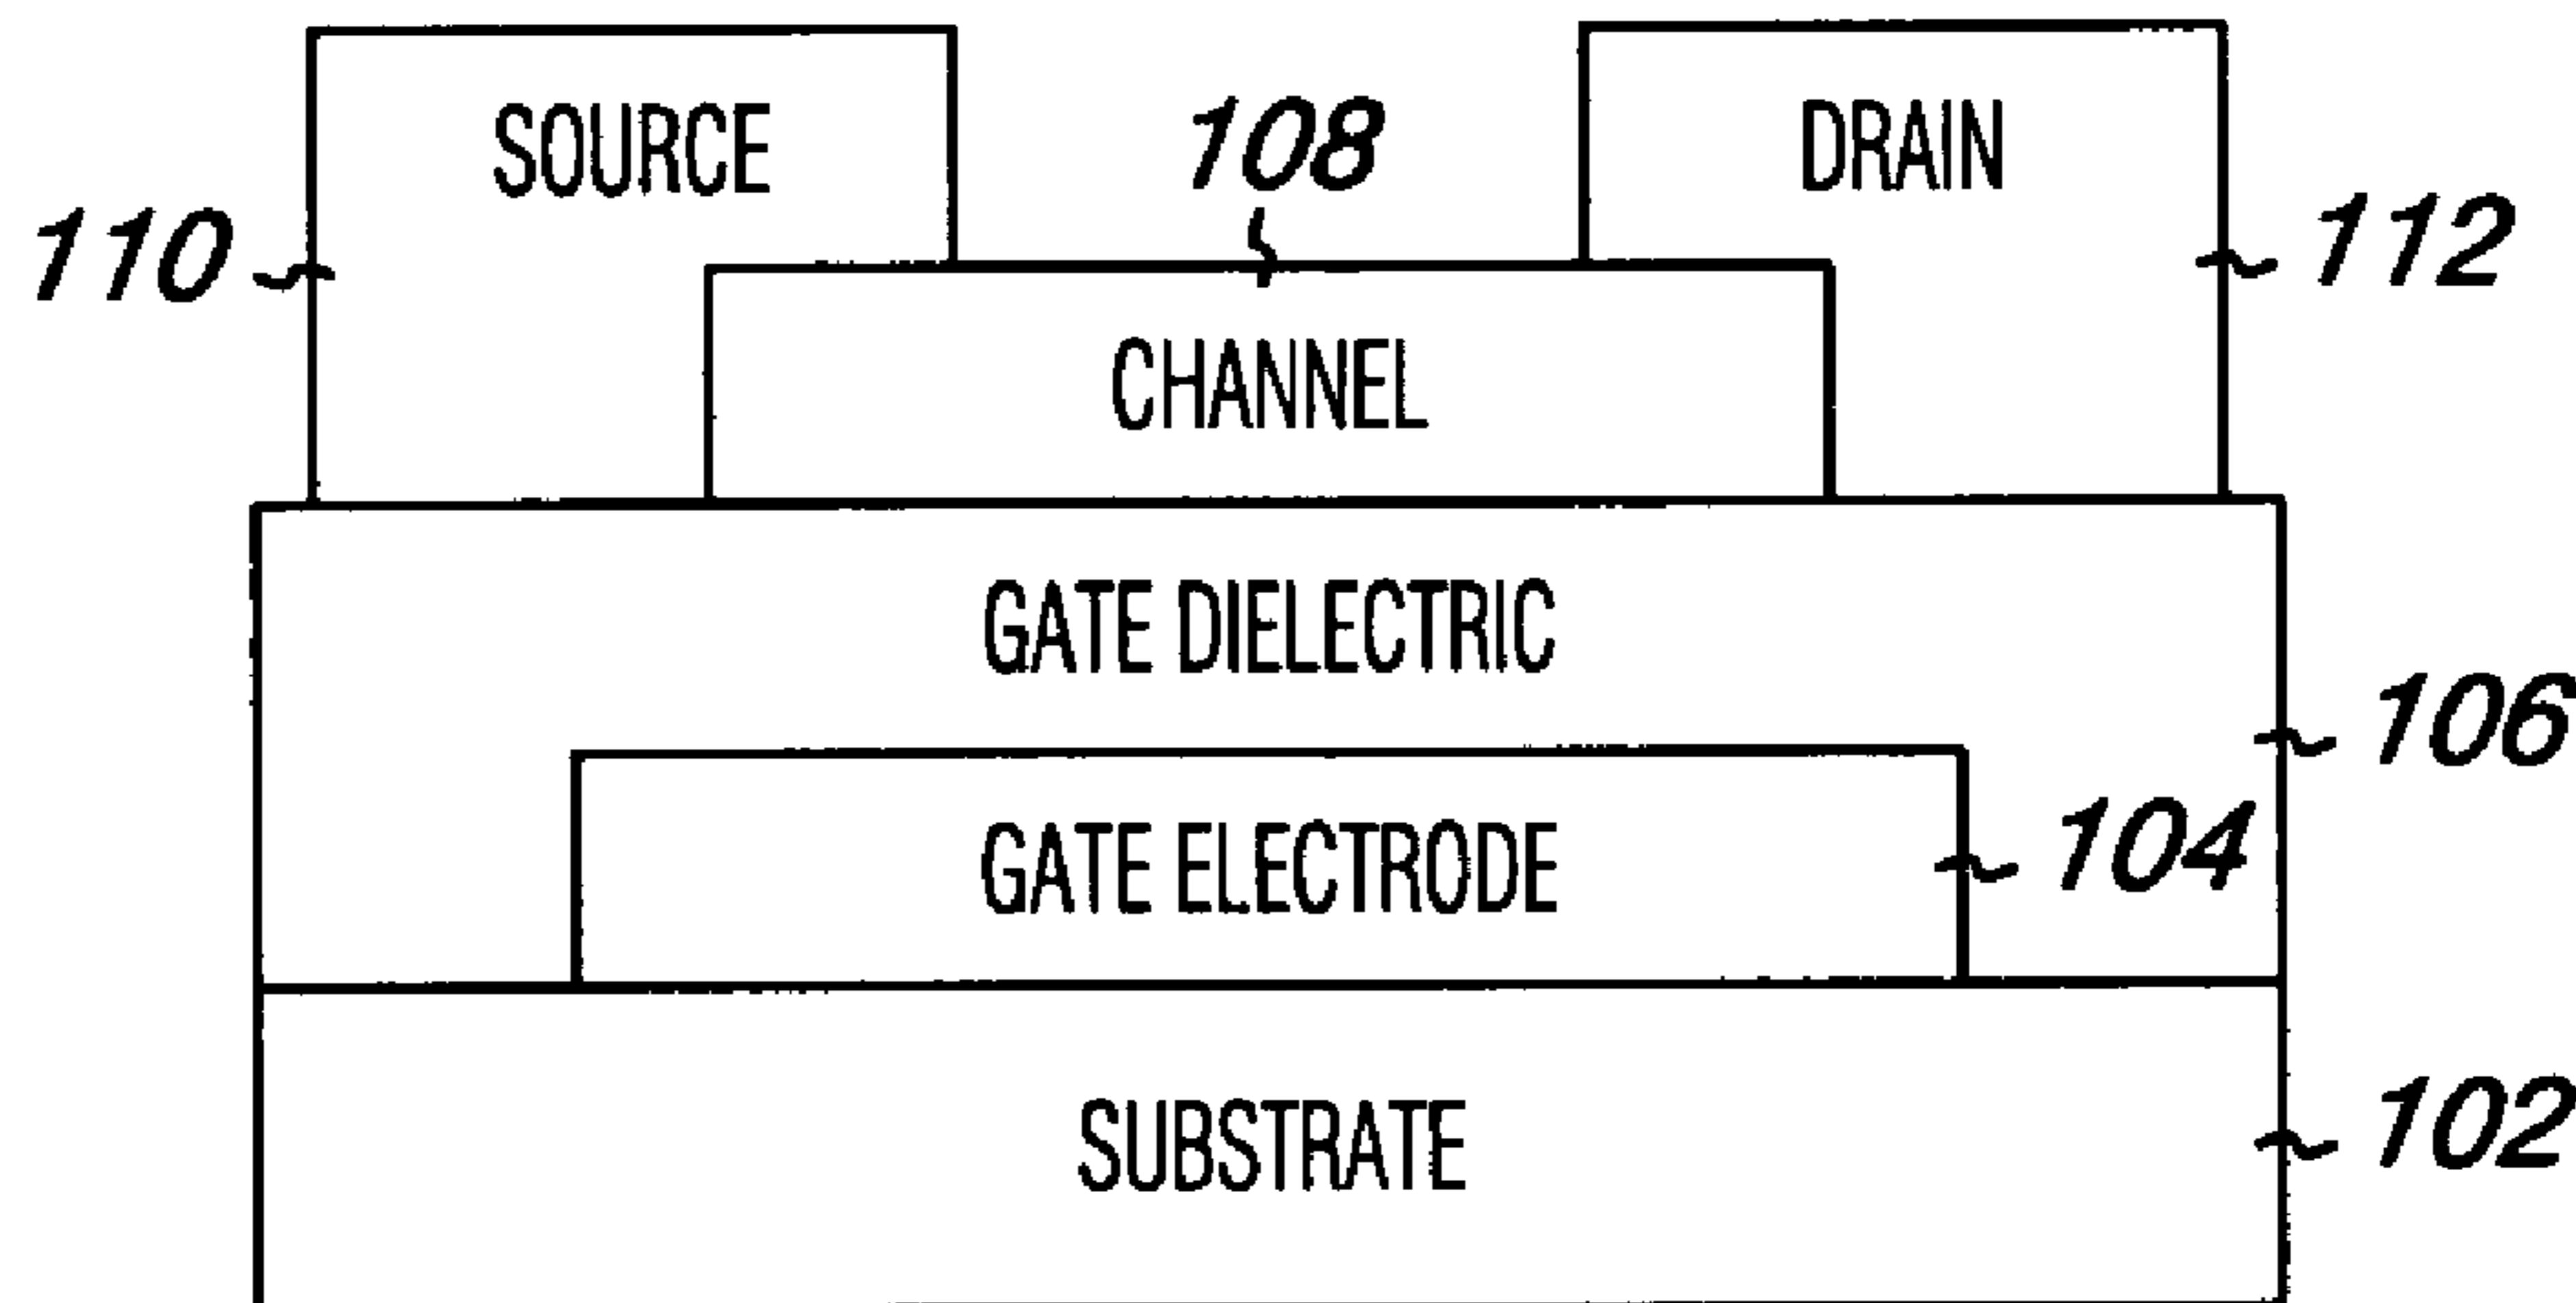 SOURCE
108
DRAIN
110
112
CHANNEL
GATE DIELECTRIC
106
GATE ELECTRODE
104
SUBSTRATE
102